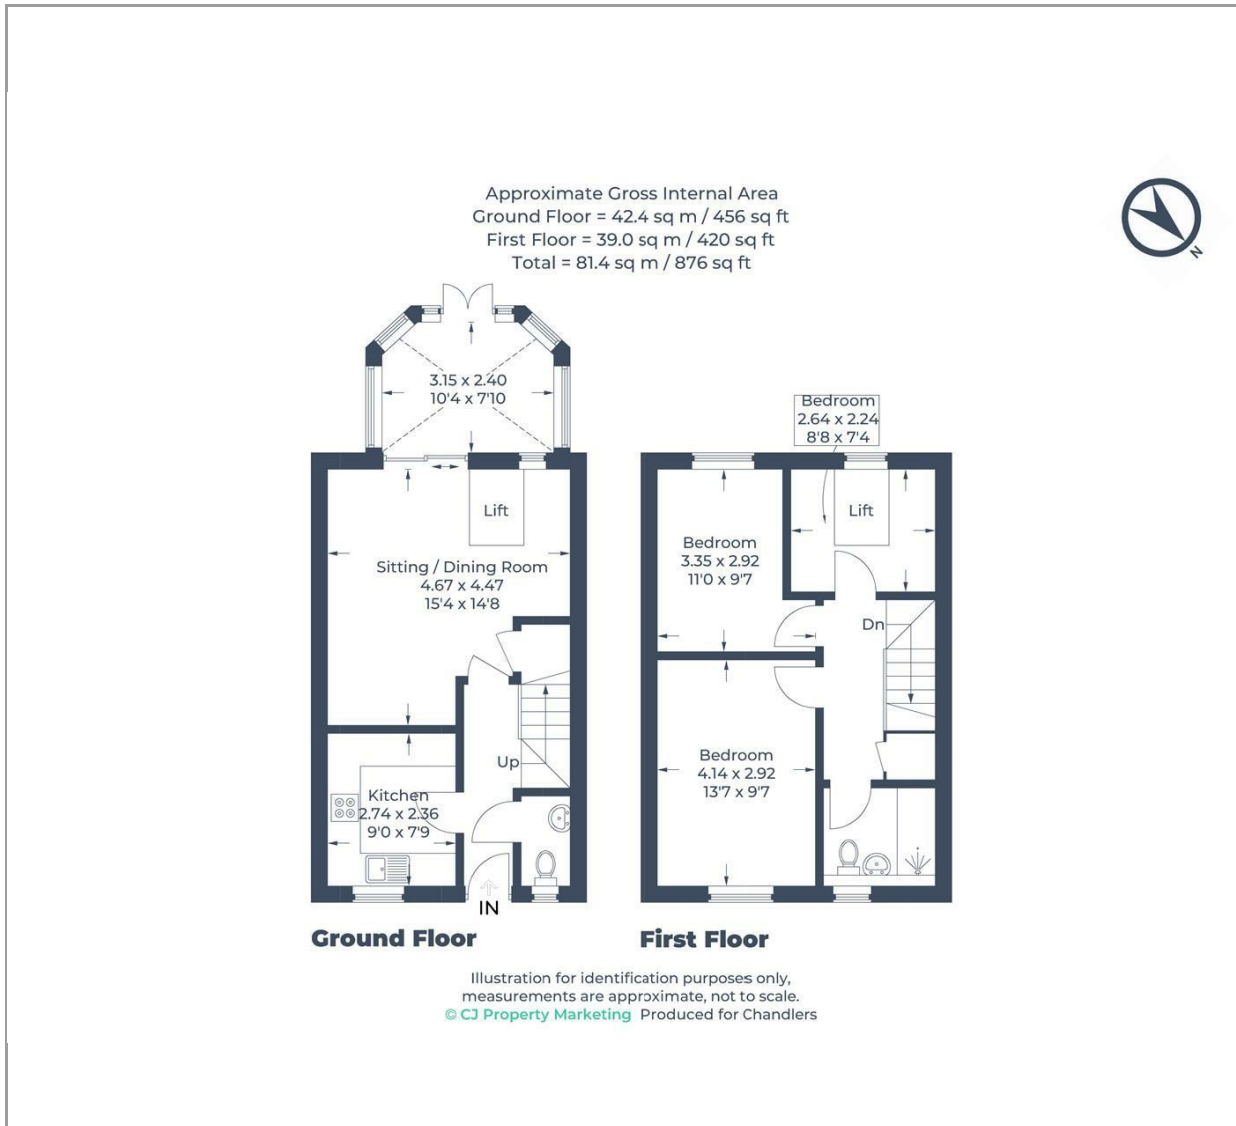 Approximate Gross Internal Area
Ground Floor = 42.4 sq m / 456 sq ft
First Floor = 39.0 sq m / 420 sq ft
Total = 81.4 sq m / 876 sq ft
N
3.15 x 2.40
10'4 x 7'10
Lift
Sitting / Dining Room
4.67 x 4.47
15'4 x 14'8
Up
Kitchen
2.74 x 2.36
9'0 x 7'9
IN
Ground Floor
Bedroom
2.64 x 2.24
8'8 x 7'4
Lift
Bedroom
3.35 x 2.92
11'0 x 9'7
Dn
Bedroom
4.14 x 2.92
13'7 x 9'7
First Floor
Illustration for identification purposes only,
measurements are approximate, not to scale.
© CJ Property Marketing Produced for Chandlers